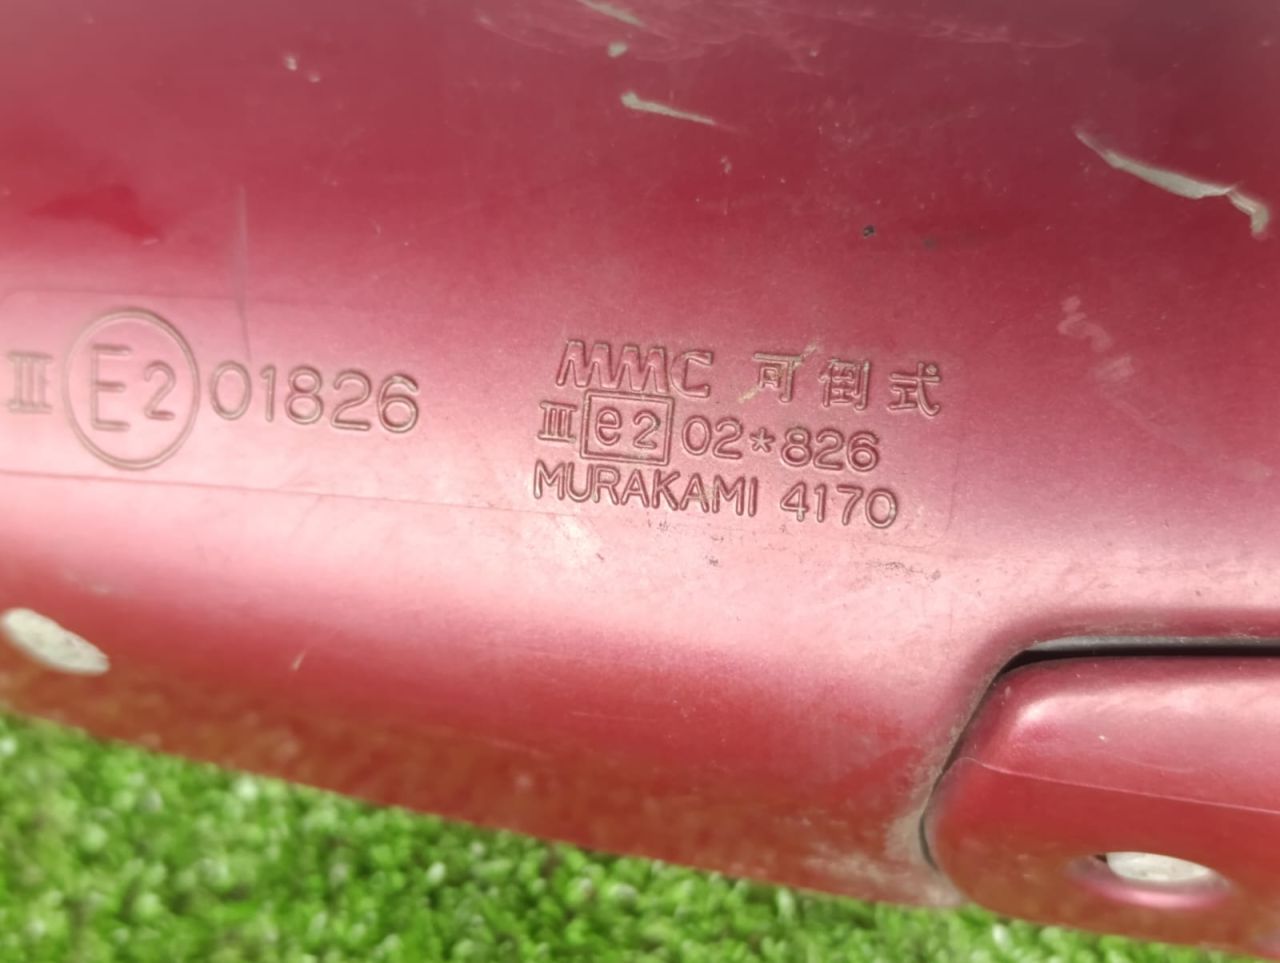 III E2 01826
MMC 可倒式
III e2 02*826
MURAKAMI 4170